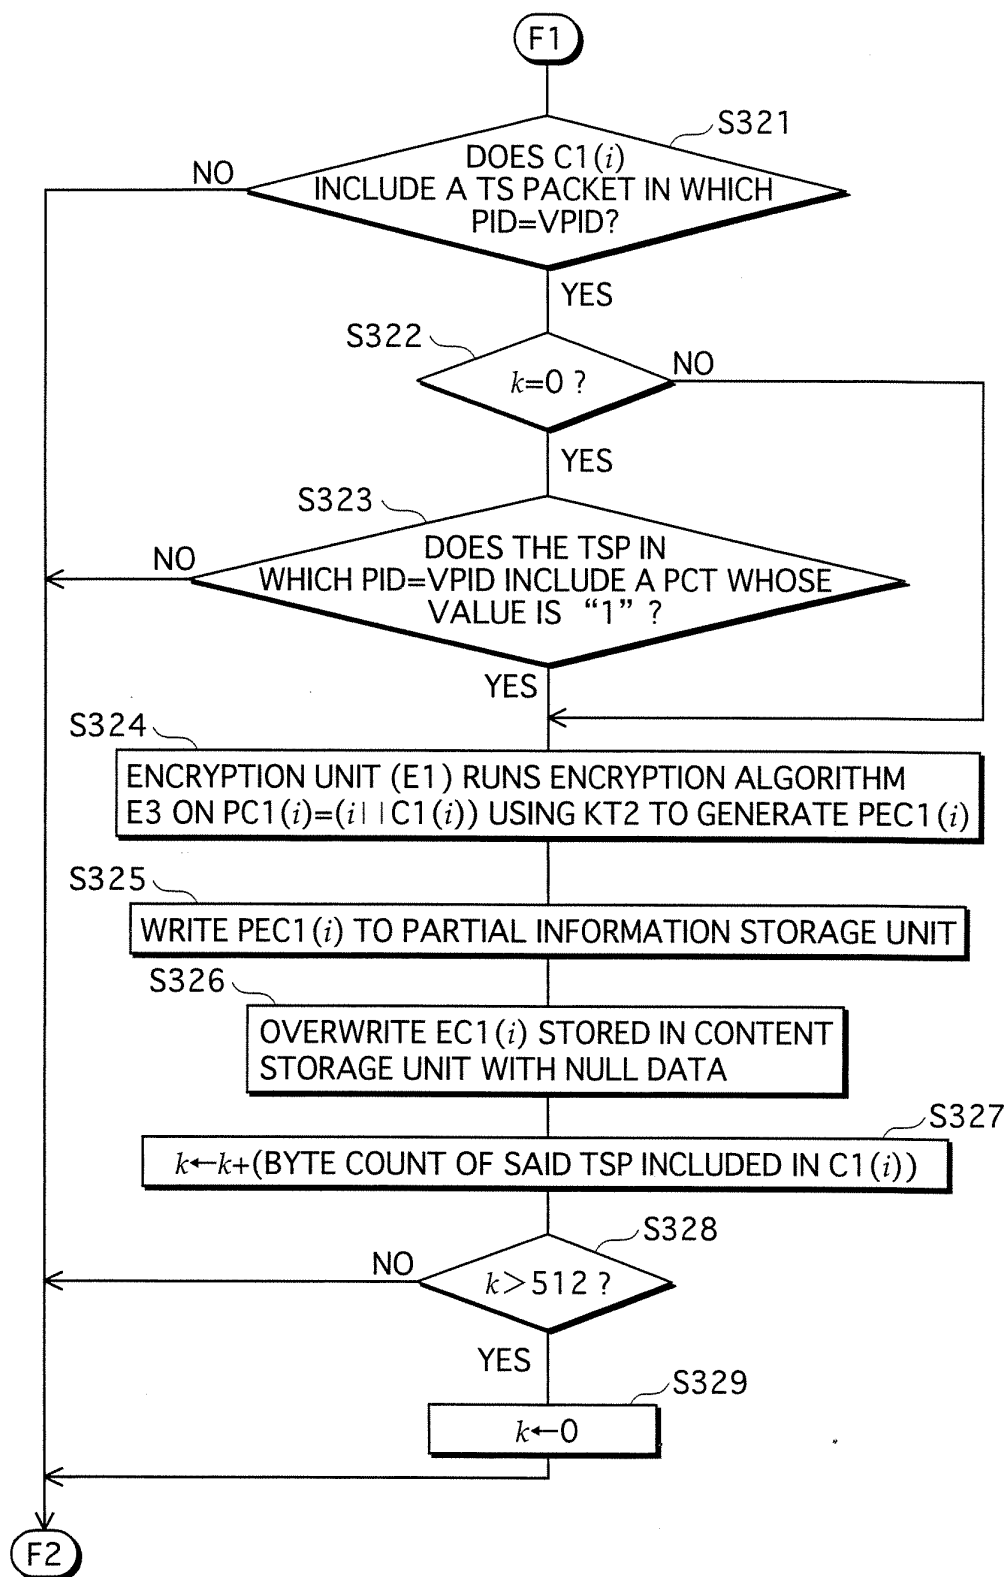 F1
S321
DOES C1(i)
INCLUDE A TS PACKET IN WHICH
PID=VPID?
NO
YES
S322
k=0 ?
NO
YES
S323
DOES THE TSP IN
WHICH PID=VPID INCLUDE A PCT WHOSE
VALUE IS “1” ?
NO
YES
S324
ENCRYPTION UNIT (E1) RUNS ENCRYPTION ALGORITHM
E3 ON PC1(i)=(i||C1(i)) USING KT2 TO GENERATE PEC1(i)
S325
WRITE PEC1(i) TO PARTIAL INFORMATION STORAGE UNIT
S326
OVERWRITE EC1(i) STORED IN CONTENT
STORAGE UNIT WITH NULL DATA
S327
k←k+(BYTE COUNT OF SAID TSP INCLUDED IN C1(i))
S328
k>512 ?
NO
YES
S329
k←0
F2